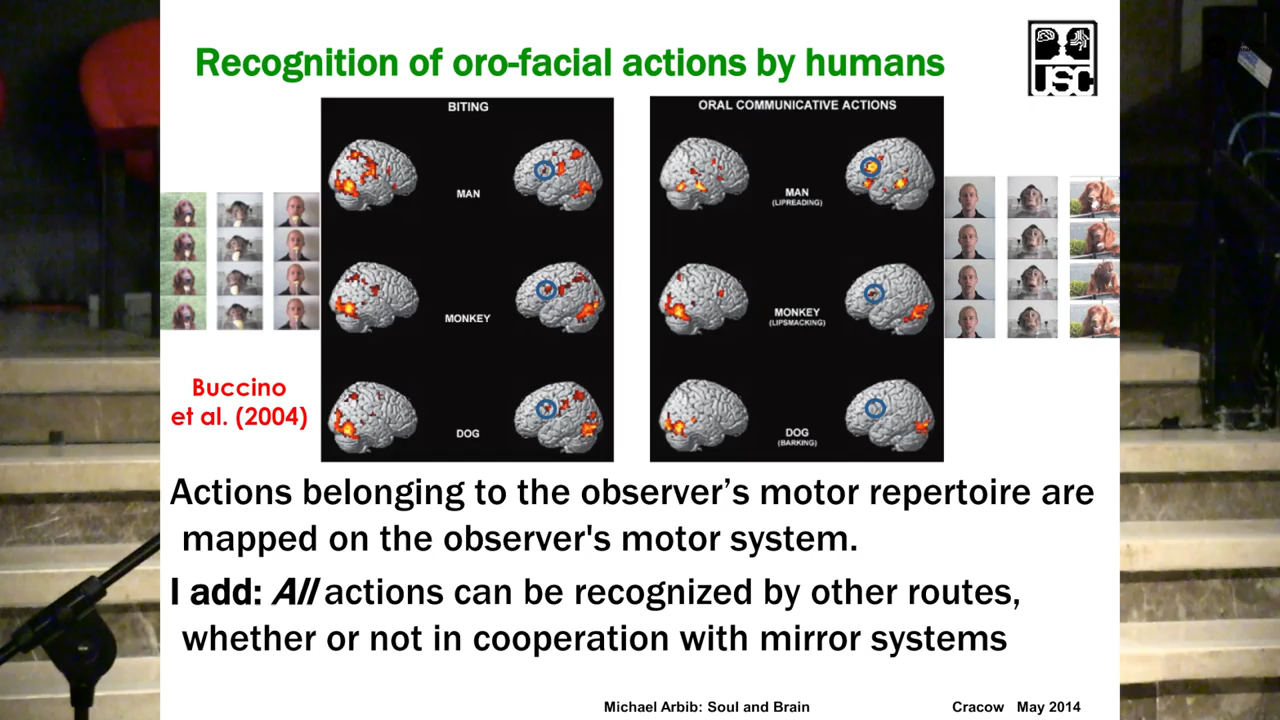 Recognition of oro-facial actions by humans
USC
BITING
MAN
MONKEY
DOG
ORAL COMMUNICATIVE ACTIONS
MAN
(LIPREADING)
MONKEY
(LIPSMACKING)
DOG
(BARKING)
Buccino
et al. (2004)
Actions belonging to the observer’s motor repertoire are
mapped on the observer's motor system.
I add: All actions can be recognized by other routes,
whether or not in cooperation with mirror systems
Michael Arbib: Soul and Brain
Cracow May 2014